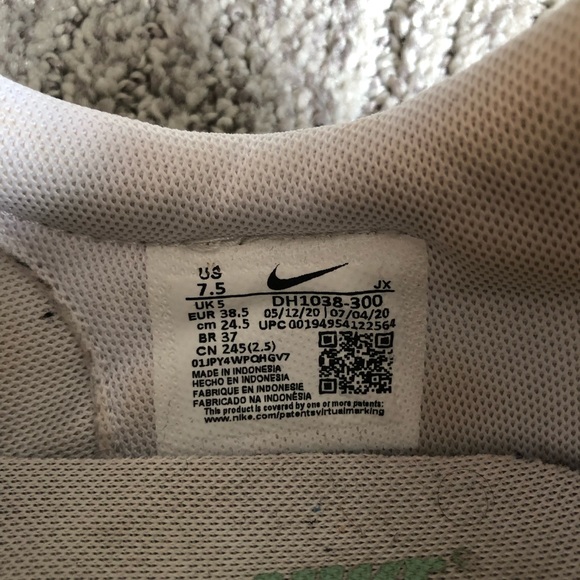 US
7.5
JX
UK 5
DH1038-300
EUR 38.5
05/12/20 | 07/04/20
cm 24.5
UPC 00194954122564
BR 37
CN 245(2.5)
01JPY4WPQHGV7
MADE IN INDONESIA
HECHO EN INDONESIA
FABRIQUE EN INDONESIE
FABRICADO NA INDONÉSIA
This product is covered by one or more patents:
www.nike.com/patentsvirtualmarking